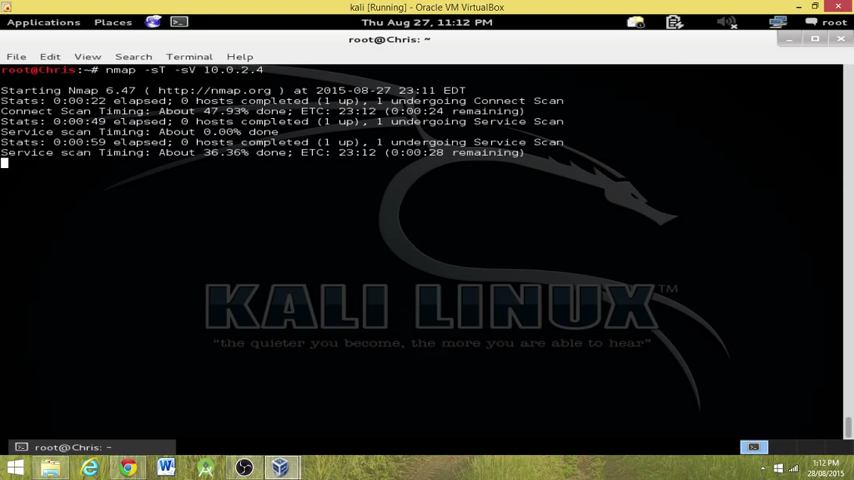 kali [Running] - Oracle VM VirtualBox
Applications Places Thu Aug 27, 11:12 PM root
root@Chris: ~
File Edit View Search Terminal Help
root@Chris:~# nmap -sT -sV 10.0.2.4
Starting Nmap 6.47 ( http://nmap.org ) at 2015-08-27 23:11 EDT
Stats: 0:00:22 elapsed; 0 hosts completed (1 up), 1 undergoing Connect Scan
Connect Scan Timing: About 47.93% done; ETC: 23:12 (0:00:24 remaining)
Stats: 0:00:49 elapsed; 0 hosts completed (1 up), 1 undergoing Service Scan
Service scan Timing: About 0.00% done
Stats: 0:00:59 elapsed; 0 hosts completed (1 up), 1 undergoing Service Scan
Service scan Timing: About 36.36% done; ETC: 23:12 (0:00:28 remaining)
KALI LINUX™
"the quieter you become, the more you are able to hear"
root@Chris: ~
1:12 PM
28/08/2015